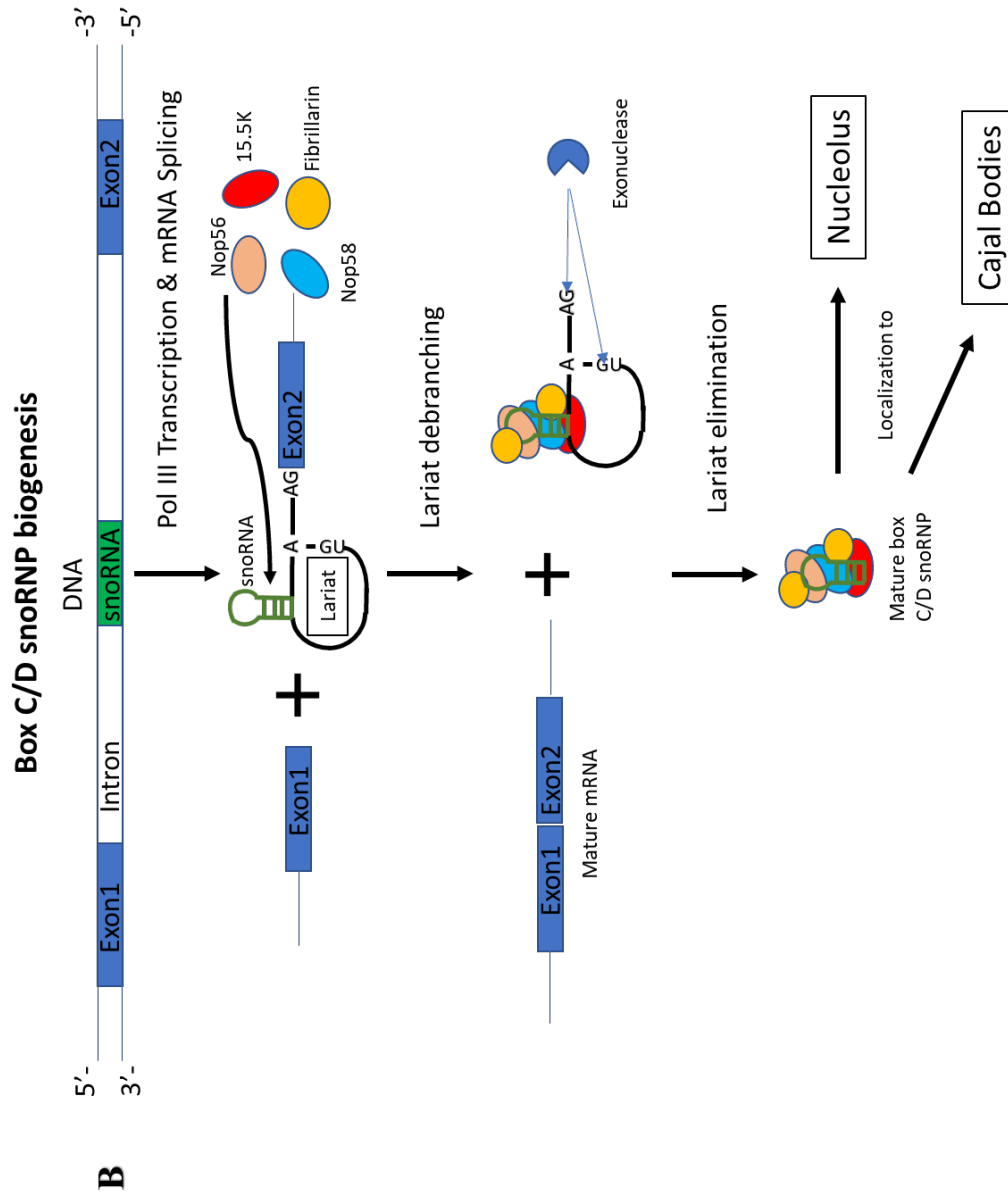 B
Box C/D snoRNP biogenesis
DNA
5’-
-3’
3’-
-5’
Exon1
Intron
snoRNA
Exon2
Pol III Transcription & mRNA Splicing
Exon1
+
snoRNA
Lariat
A
GU
AG
Exon2
Nop56
15.5K
Nop58
Fibrillarin
Lariat debranching
Exon1
Exon2
Mature mRNA
+
A
GU
AG
Exonuclease
Lariat elimination
Mature box
C/D snoRNP
Localization to
Nucleolus
Cajal Bodies